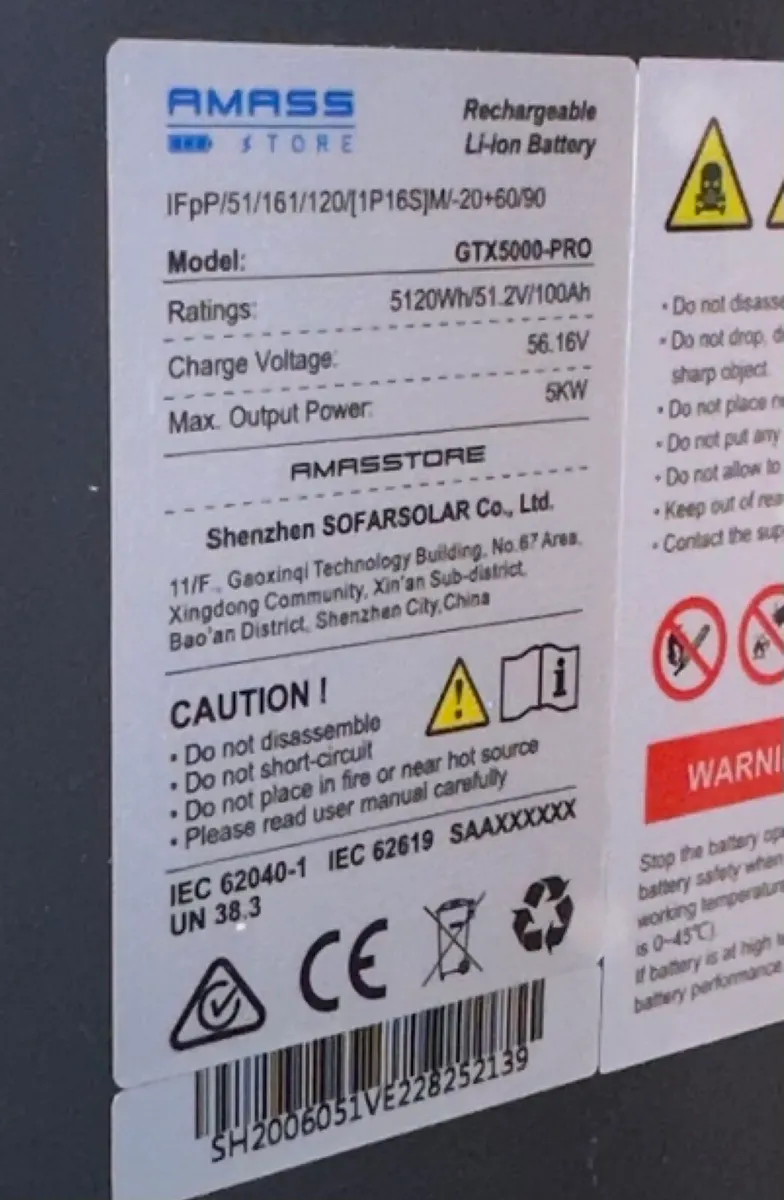 AMASS
STORE
Rechargeable
Li-ion Battery
IFpP/51/161/120/[1P16S]M/-20+60/90
Model: GTX5000-PRO
Ratings: 5120Wh/51.2V/100Ah
Charge Voltage: 56.16V
Max. Output Power: 5KW
AMASSTORE
Shenzhen SOFARSOLAR Co., Ltd.
11/F., Gaoxinqi Technology Building, No.67 Area,
Xingdong Community, Xin'an Sub-district,
Bao'an District, Shenzhen City,China
CAUTION !
• Do not disassemble
• Do not short-circuit
• Do not place in fire or near hot source
• Please read user manual carefully
IEC 62040-1 IEC 62619 SAAXXXXXX
UN 38.3
CE
SH2006051VE228252139
• Do not disass
• Do not drop, d
sharp object.
• Do not place ne
• Do not put any
• Do not allow to
• Keep out of rea
• Contact the sup
WARNI
Stop the battery op
battery safety when
working temperature
is 0~45℃)
If battery is at high
battery performance